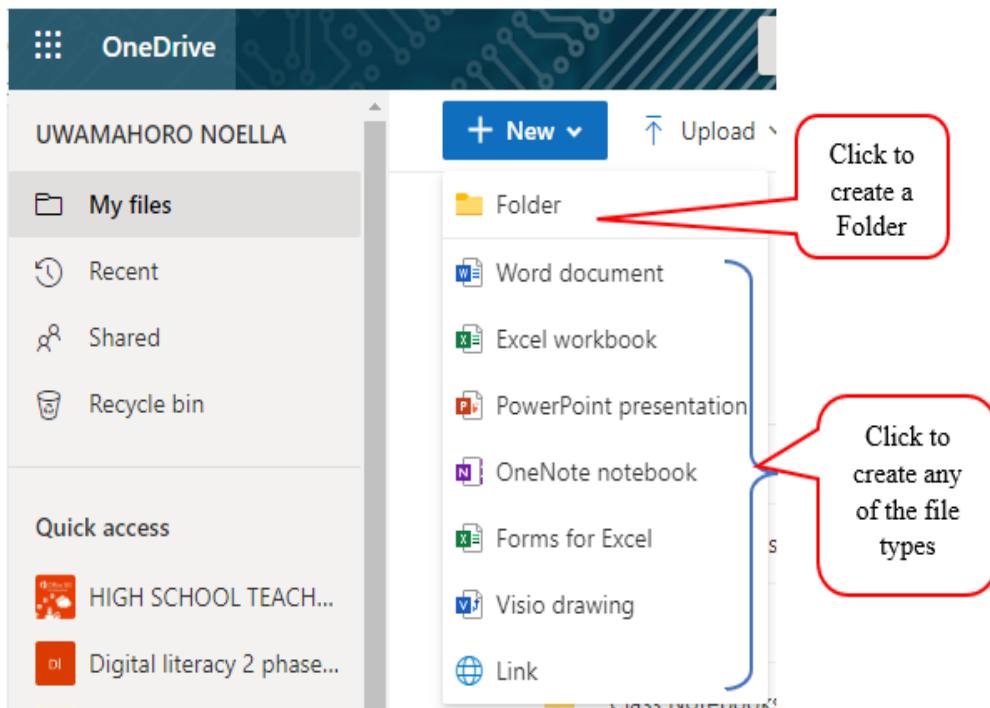 OneDrive
UWAMAHORO NOELLA
My files
Recent
Shared
Recycle bin
Quick access
HIGH SCHOOL TEACH...
DI
Digital literacy 2 phase...
+ New
Upload
Folder
Word document
Excel workbook
PowerPoint presentation
OneNote notebook
Forms for Excel
Visio drawing
Link
Click to
create a
Folder
Click to
create any
of the file
types